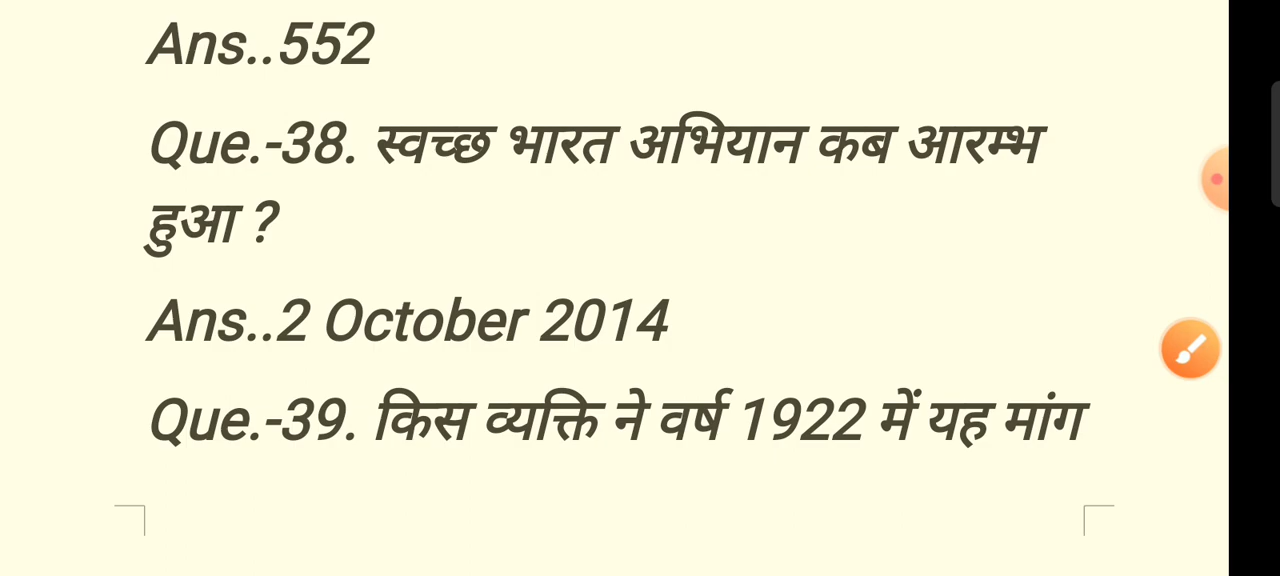 Ans..552
Que.-38. स्वच्छ भारत अभियान कब आरम्भ
हुआ ?
Ans..2 October 2014
Que.-39. किस व्यक्ति ने वर्ष 1922 में यह मांग